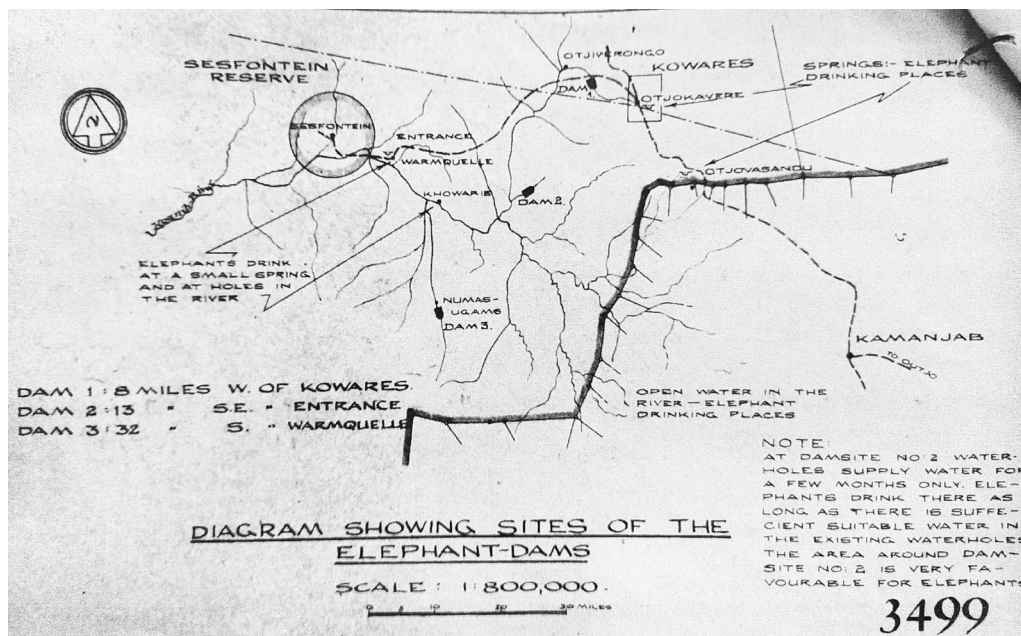 SESFONTEIN
RESERVE
OTJIVERONGO
KOWARES
SPRINGS:- ELEPHANT
DRINKING PLACES
DAM 1.
OTJOKAVERE
SESFONTEIN
ENTRANCE
WARMQUELLE
OTJOVASANDU
KHOWARIB
DAM 2.
ELEPHANTS DRINK
AT A SMALL SPRING
AND AT HOLES IN
THE RIVER
NUMAS-
UGAMS
DAM 3.
KAMANJAB
TO OUTJO
DAM 1 : 8 MILES W. OF KOWARES.
DAM 2 : 13 " S.E. " ENTRANCE
DAM 3 : 32 " S. " WARMQUELLE
OPEN WATER IN THE
RIVER — ELEPHANT
DRINKING PLACES
NOTE:
AT DAMSITE NO: 2 WATER-
HOLES SUPPLY WATER FOR
A FEW MONTHS ONLY. ELE-
PHANTS DRINK THERE AS
LONG AS THERE IS SUFFE-
CIENT SUITABLE WATER IN
THE EXISTING WATERHOLES
THE AREA AROUND DAM-
SITE NO: 2 IS VERY FA-
VOURABLE FOR ELEPHANTS
DIAGRAM SHOWING SITES OF THE
ELEPHANT-DAMS
SCALE : 1:800,000.
0 5 10 20 30 MILES
3499